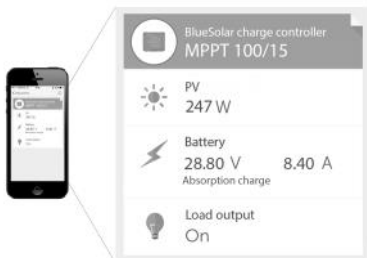 BlueSolar charge controller
MPPT 100/15
PV
247 W
Battery
28.80 V 8.40 A
Absorption charge
Load output
On